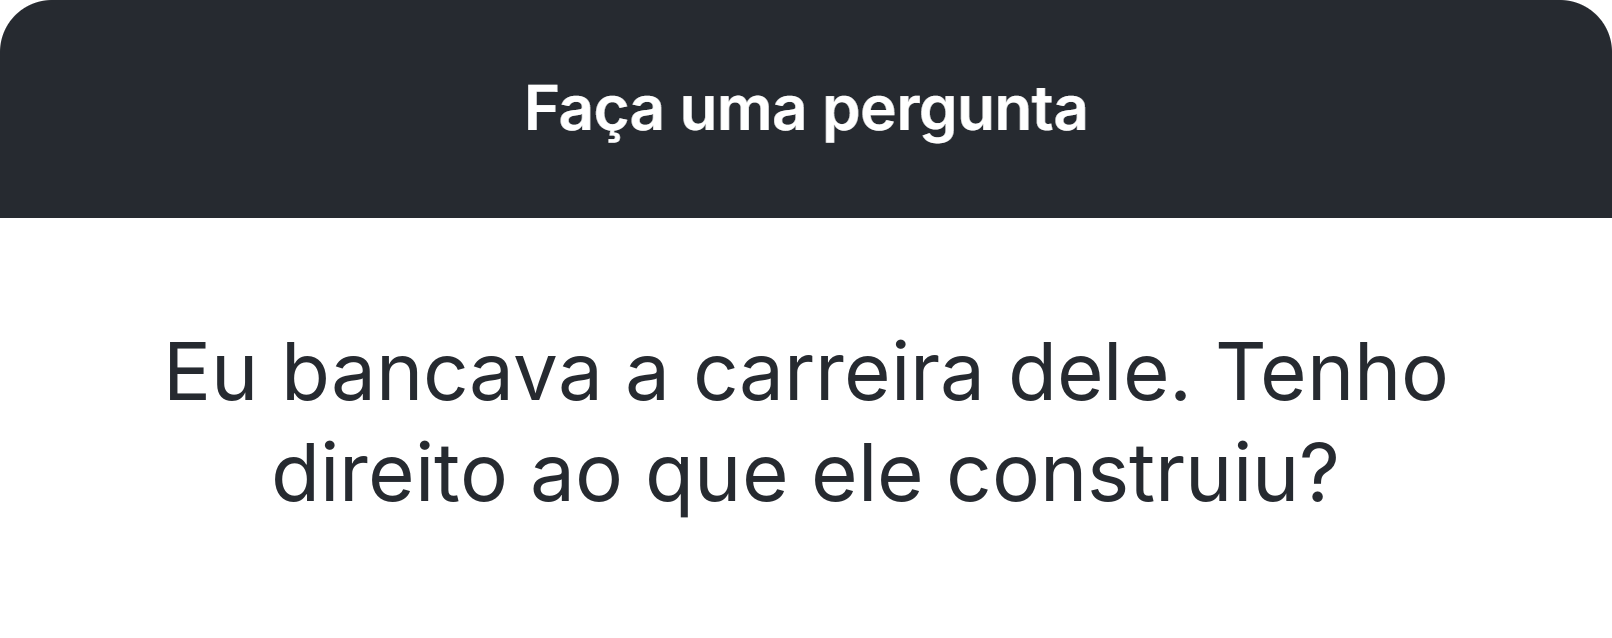 Faça uma pergunta
Eu bancava a carreira dele. Tenho
direito ao que ele construiu?